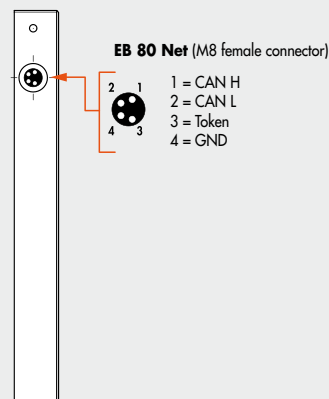 EB 80 Net (M8 female connector)
2 1
4 3
1 = CAN H
2 = CAN L
3 = Token
4 = GND